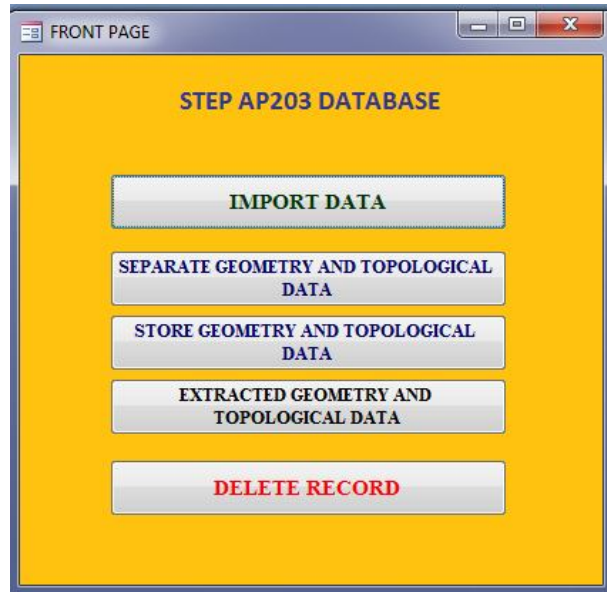 FRONT PAGE
STEP AP203 DATABASE
IMPORT DATA
SEPARATE GEOMETRY AND TOPOLOGICAL
DATA
STORE GEOMETRY AND TOPOLOGICAL
DATA
EXTRACTED GEOMETRY AND
TOPOLOGICAL DATA
DELETE RECORD